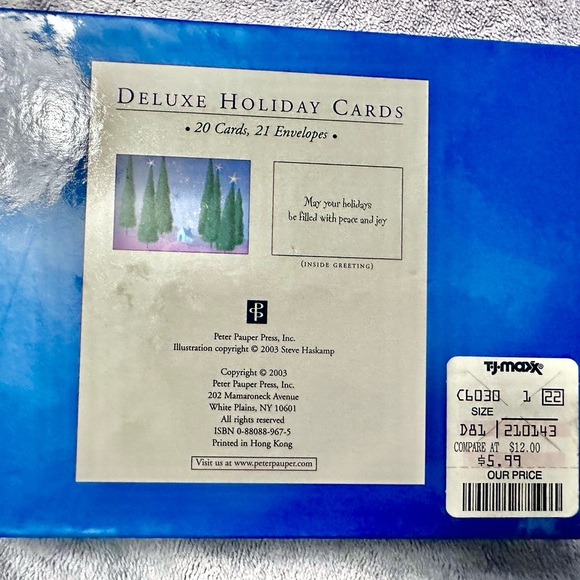 DELUXE HOLIDAY CARDS
• 20 Cards, 21 Envelopes •
May your holidays
be filled with peace and joy
(INSIDE GREETING)
Peter Pauper Press, Inc.
Illustration copyright © 2003 Steve Haskamp
Copyright © 2003
Peter Pauper Press, Inc.
202 Mamaroneck Avenue
White Plains, NY 10601
All rights reserved
ISBN 0-88088-967-5
Printed in Hong Kong
Visit us at www.peterpauper.com
T·J·maxx®
C6030 1 22
SIZE
D81 210143
COMPARE AT $12.00
$5.99
OUR PRICE